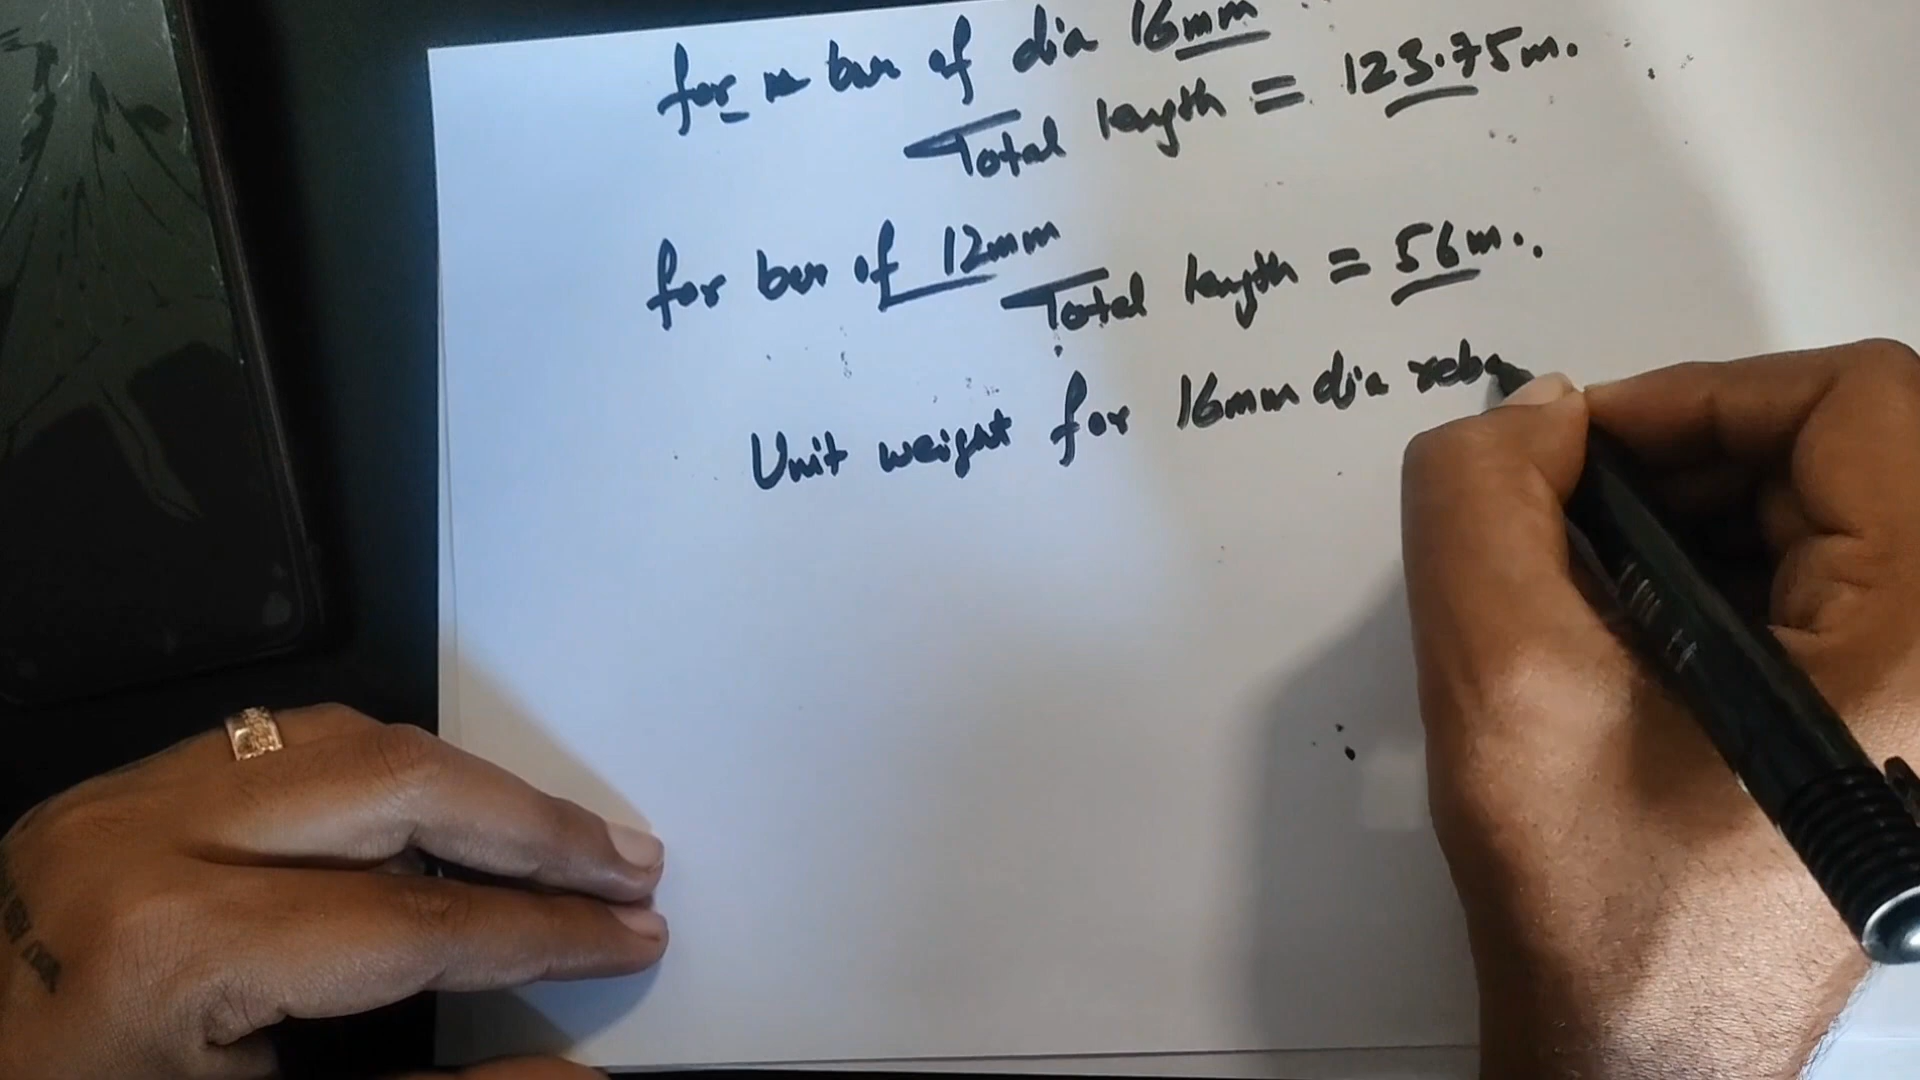 for bar of dia 16mm
Total length = 123.75m.
for bar of 12mm
Total length = 56m.
Unit weight for 16mm dia reba